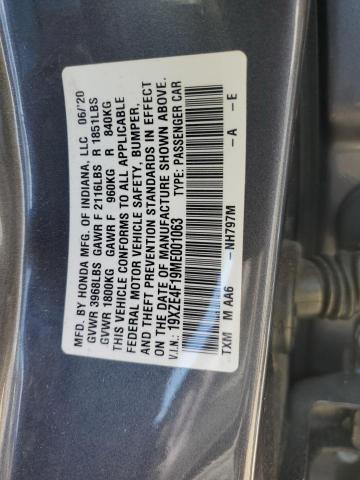 MFD. BY HONDA MFG. OF INDIANA, LLC 06/'20
GVWR 3968LBS GAWR F 2116LBS R 1851LBS
GVWR 1800KG GAWR F 960KG R 840KG
THIS VEHICLE CONFORMS TO ALL APPLICABLE
FEDERAL MOTOR VEHICLE SAFETY, BUMPER,
AND THEFT PREVENTION STANDARDS IN EFFECT
ON THE DATE OF MANUFACTURE SHOWN ABOVE.
V.I.N.: 19XZE4F19ME001063 TYPE: PASSENGER CAR
TXM M AA6 -NH797M -A -E